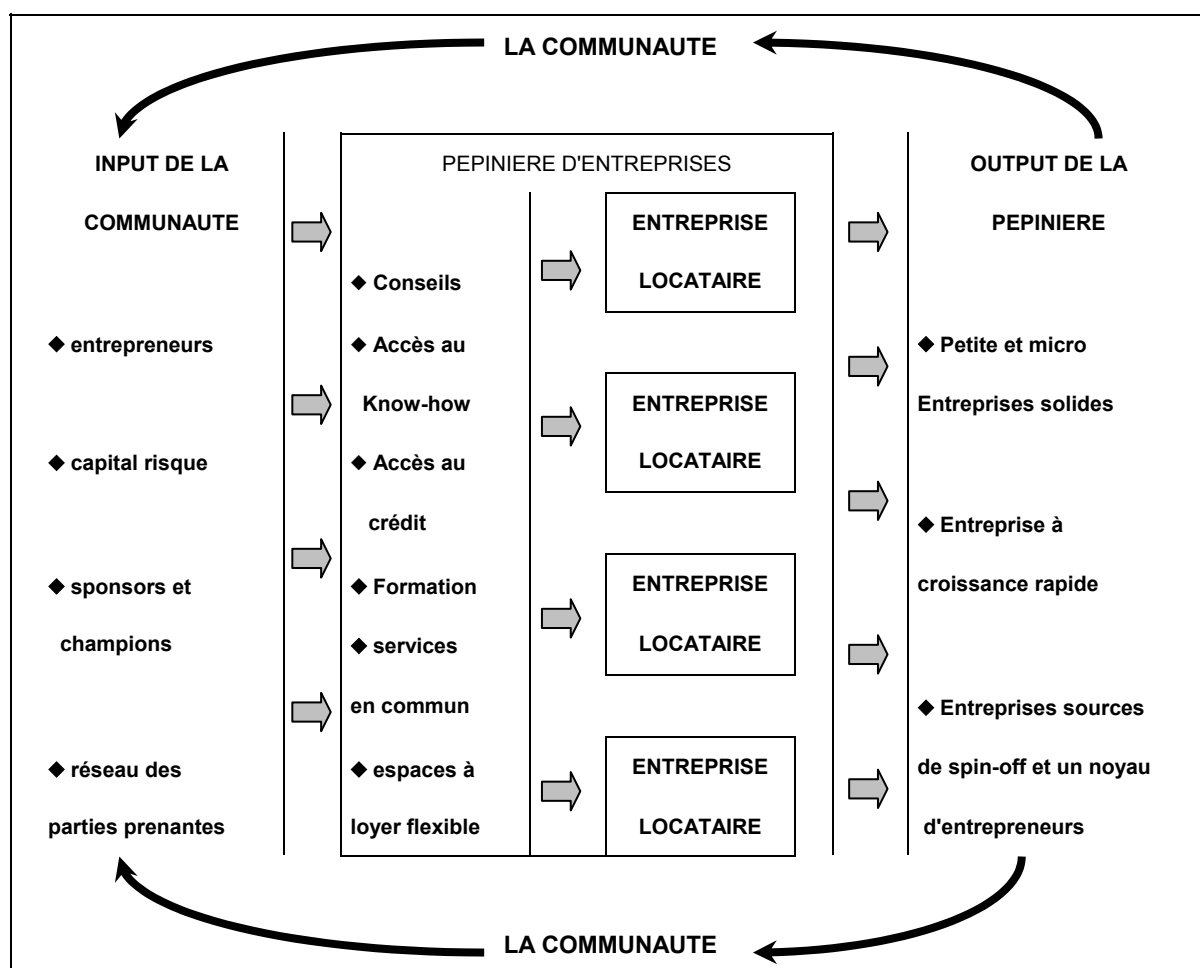 LA COMMUNAUTE
INPUT DE LA
COMMUNAUTE
◆ entrepreneurs
◆ capital risque
◆ sponsors et
champions
◆ réseau des
parties prenantes
PEPINIERE D'ENTREPRISES
◆ Conseils
◆ Accès au
Know-how
◆ Accès au
crédit
◆ Formation
◆ services
en commun
◆ espaces à
loyer flexible
ENTREPRISE
LOCATAIRE
ENTREPRISE
LOCATAIRE
ENTREPRISE
LOCATAIRE
ENTREPRISE
LOCATAIRE
OUTPUT DE LA
PEPINIERE
◆ Petite et micro
Entreprises solides
◆ Entreprise à
croissance rapide
◆ Entreprises sources
de spin-off et un noyau
d'entrepreneurs
LA COMMUNAUTE